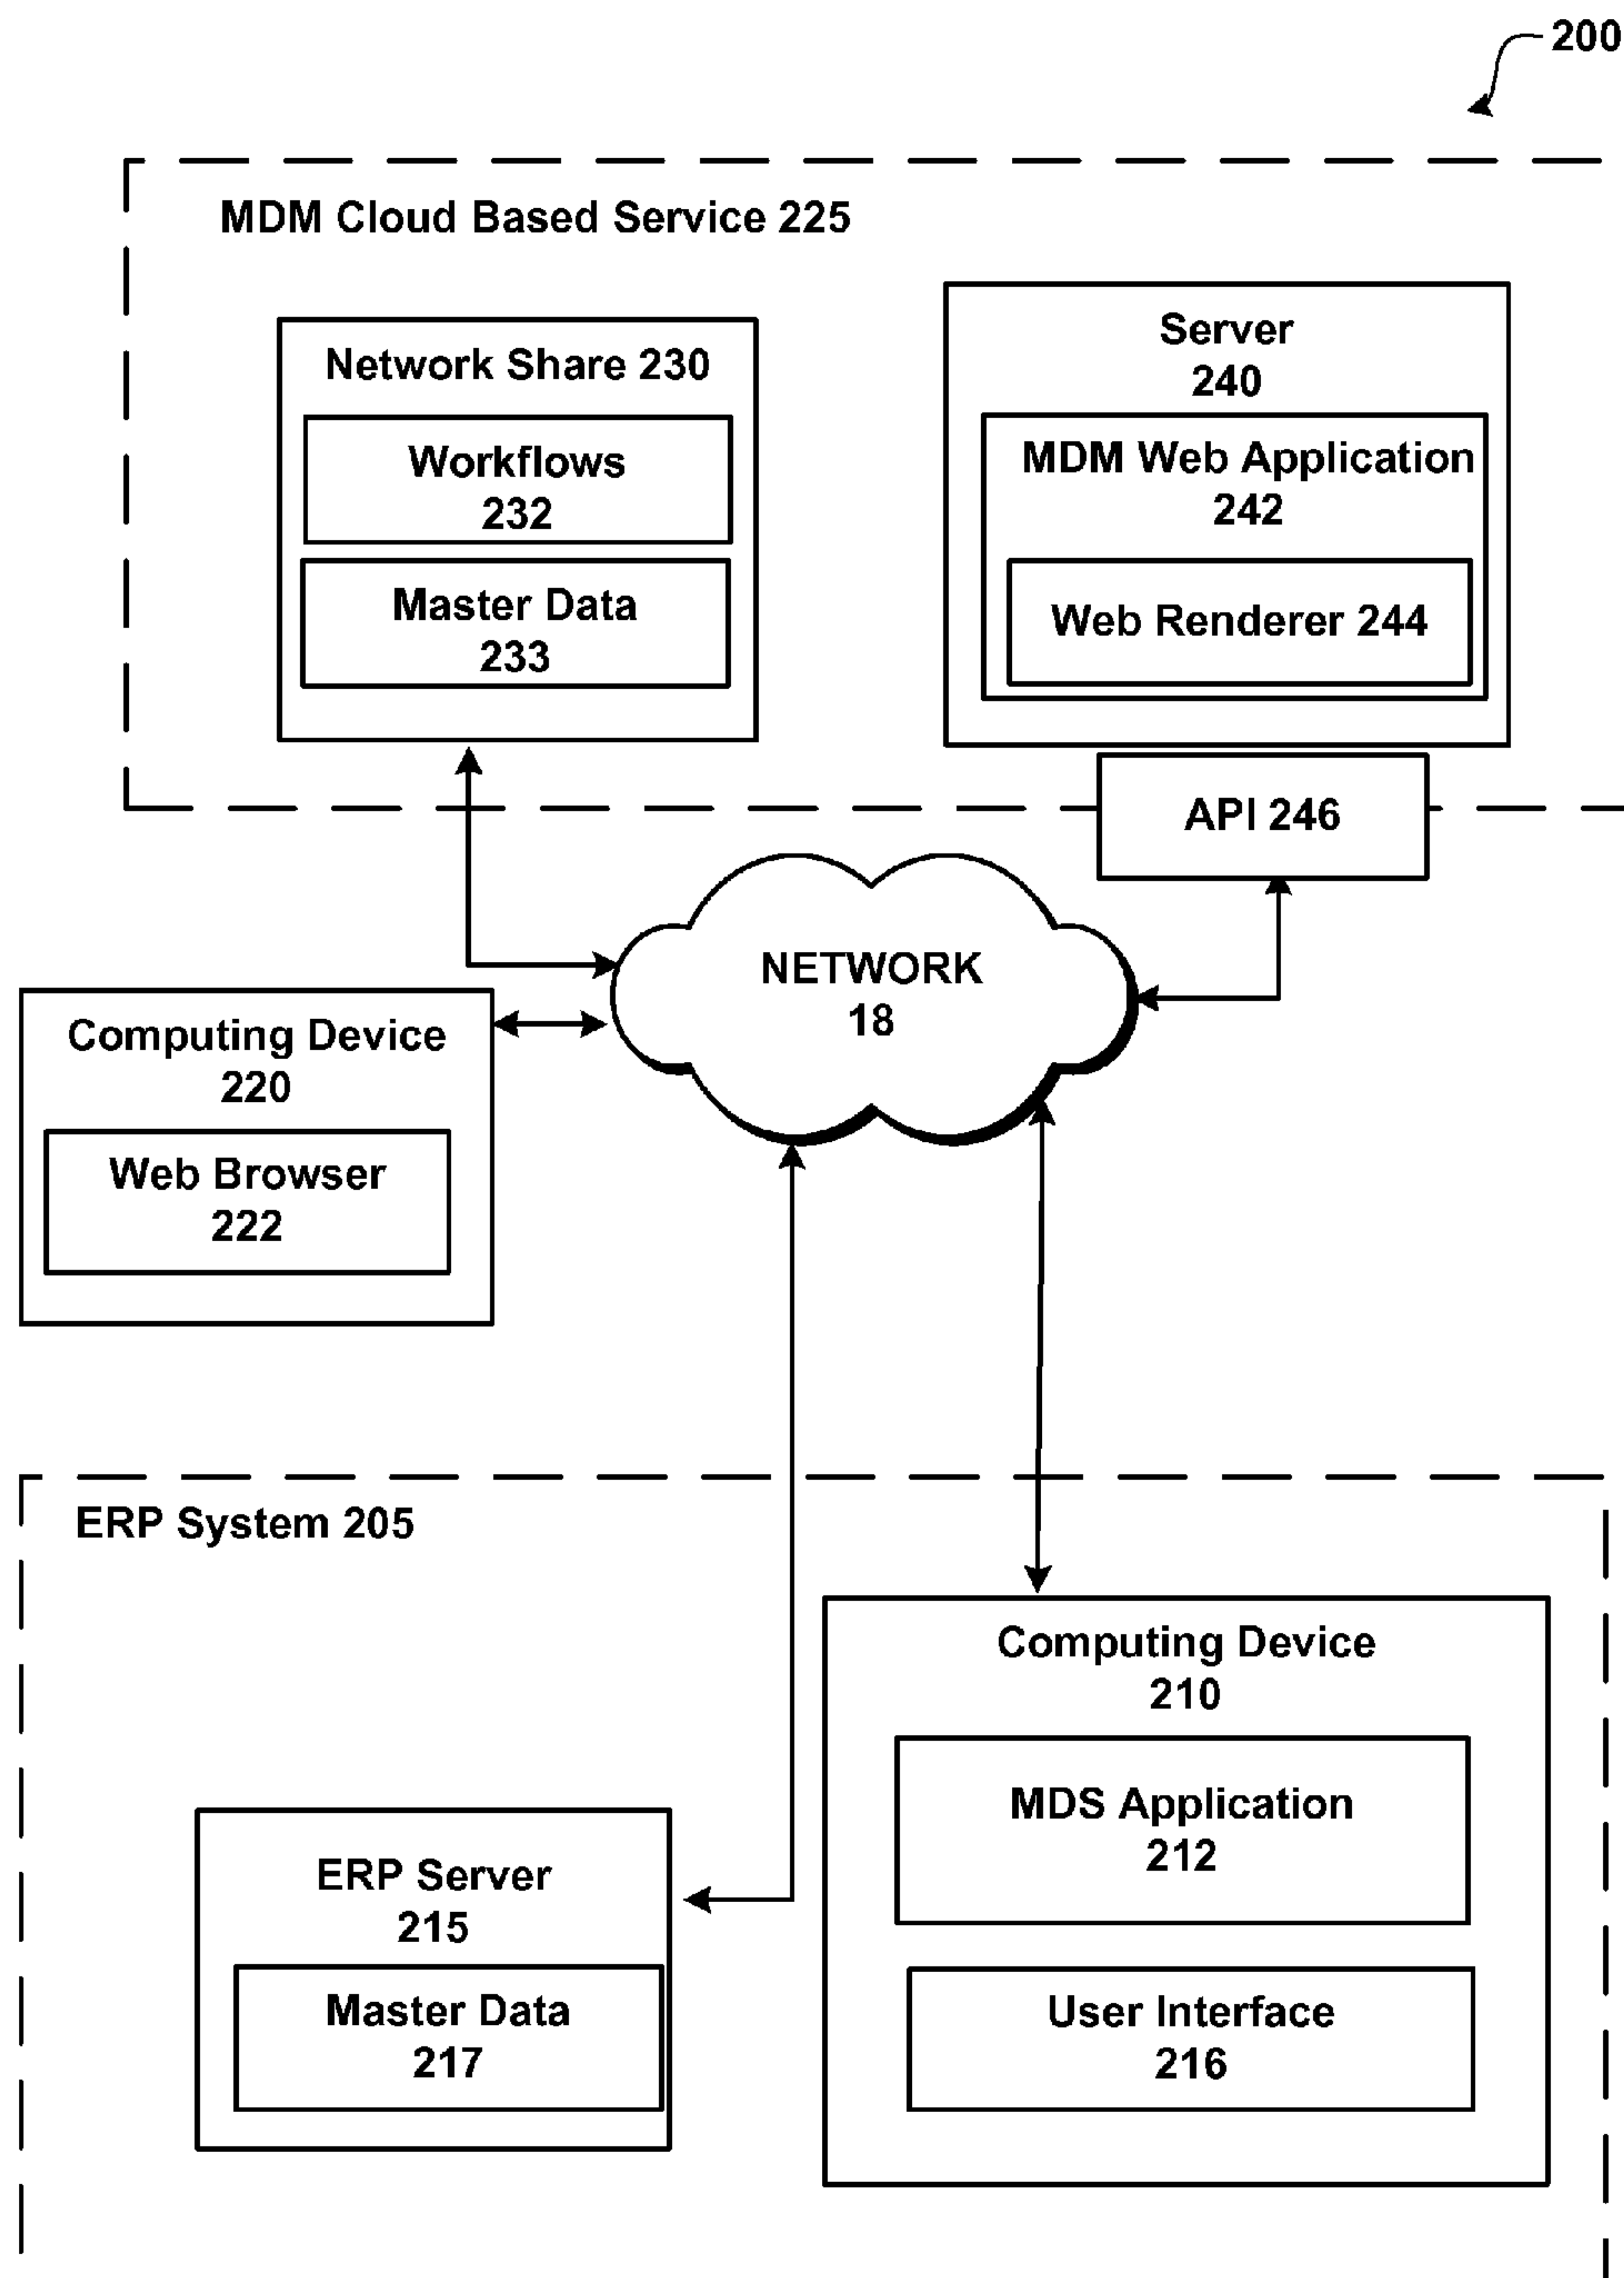 200
MDM Cloud Based Service 225
Network Share 230
Workflows
232
Master Data
233
Server
240
MDM Web Application
242
Web Renderer 244
API 246
NETWORK
18
Computing Device
220
Web Browser
222
ERP System 205
Computing Device
210
MDS Application
212
User Interface
216
ERP Server
215
Master Data
217